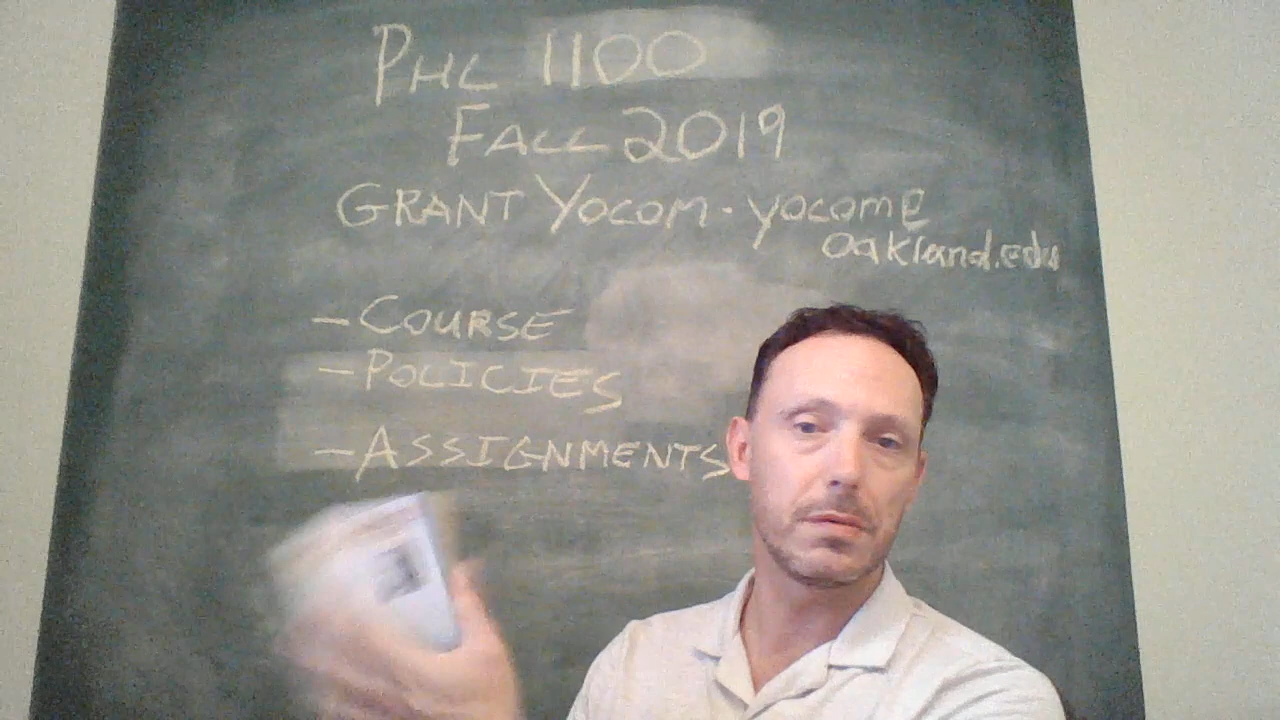 PHL 1100
FALL 2019
GRANT YOCOM - yocom@
oakland.edu
- COURSE
- POLICIES
- ASSIGNMENTS